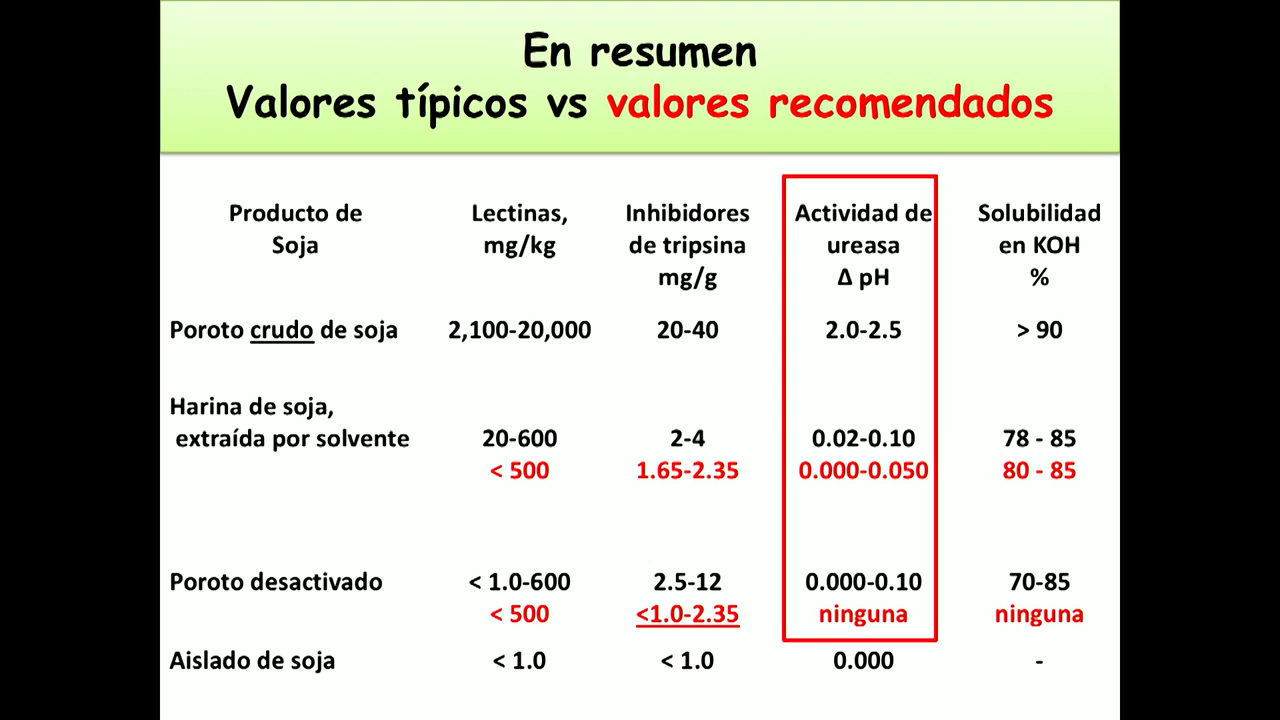 En resumen
Valores típicos vs valores recomendados
Producto de Soja
Lectinas, mg/kg
Inhibidores de tripsina mg/g
Actividad de ureasa Δ pH
Solubilidad en KOH %
Poroto crudo de soja 2,100-20,000 20-40 2.0-2.5 > 90
Harina de soja,
extraída por solvente 20-600 2-4 0.02-0.10 78 - 85
< 500 1.65-2.35 0.000-0.050 80 - 85
Poroto desactivado < 1.0-600 2.5-12 0.000-0.10 70-85
< 500 <1.0-2.35 ninguna ninguna
Aislado de soja < 1.0 < 1.0 0.000 -